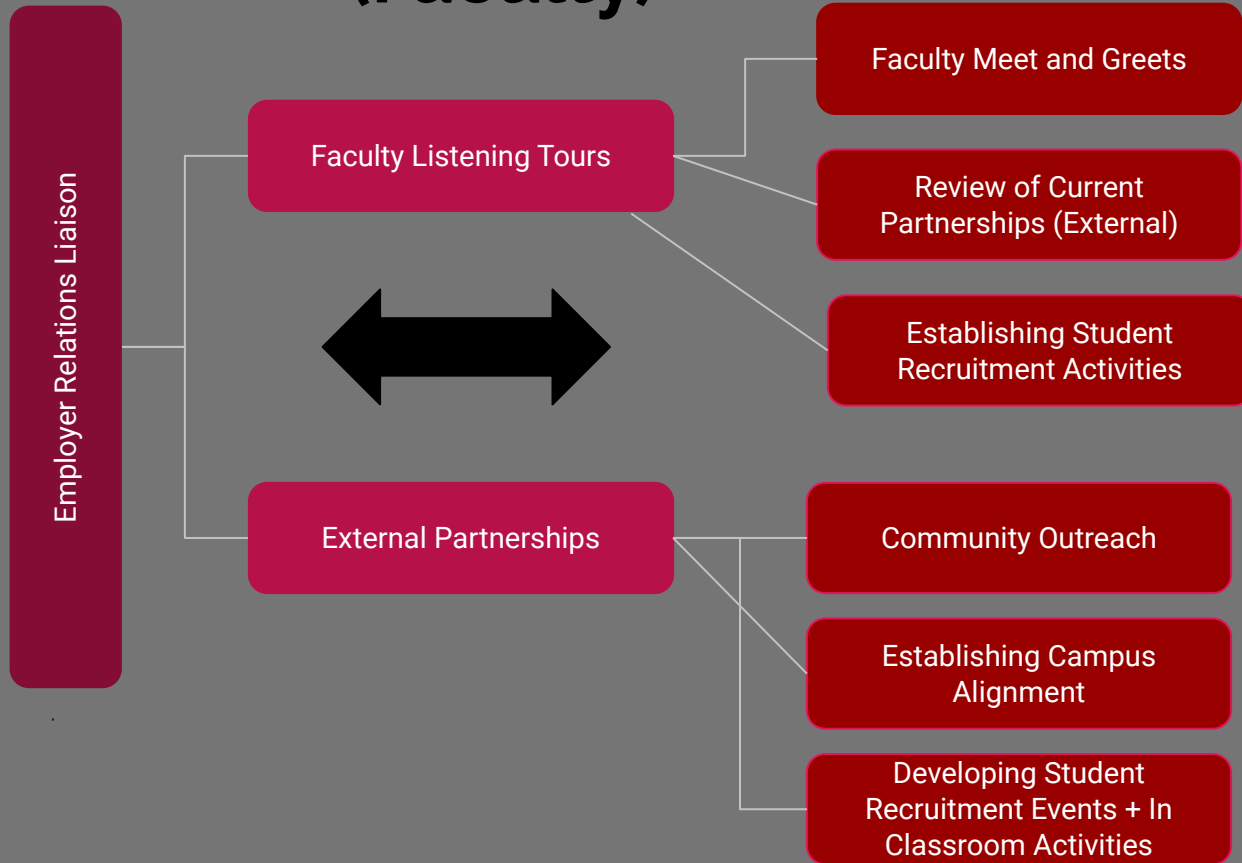 (Faculty)
Employer Relations Liaison
Faculty Listening Tours
Faculty Meet and Greets
Review of Current
Partnerships (External)
Establishing Student
Recruitment Activities
External Partnerships
Community Outreach
Establishing Campus
Alignment
Developing Student
Recruitment Events + In
Classroom Activities
.